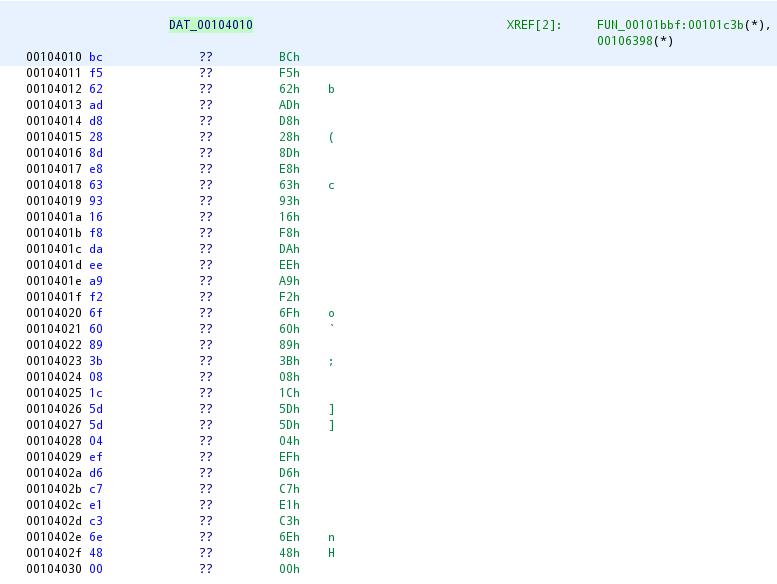 DAT_00104010 XREF[2]: FUN_00101bbf:00101c3b(*),
00106398(*)
00104010 bc ?? BCh
00104011 f5 ?? F5h
00104012 62 ?? 62h b
00104013 ad ?? ADh
00104014 d8 ?? D8h
00104015 28 ?? 28h (
00104016 8d ?? 8Dh
00104017 e8 ?? E8h
00104018 63 ?? 63h c
00104019 93 ?? 93h
0010401a 16 ?? 16h
0010401b f8 ?? F8h
0010401c da ?? DAh
0010401d ee ?? EEh
0010401e a9 ?? A9h
0010401f f2 ?? F2h
00104020 6f ?? 6Fh o
00104021 60 ?? 60h `
00104022 89 ?? 89h
00104023 3b ?? 3Bh ;
00104024 08 ?? 08h
00104025 1c ?? 1Ch
00104026 5d ?? 5Dh ]
00104027 5d ?? 5Dh ]
00104028 04 ?? 04h
00104029 ef ?? EFh
0010402a d6 ?? D6h
0010402b c7 ?? C7h
0010402c e1 ?? E1h
0010402d c3 ?? C3h
0010402e 6e ?? 6Eh n
0010402f 48 ?? 48h H
00104030 00 ?? 00h